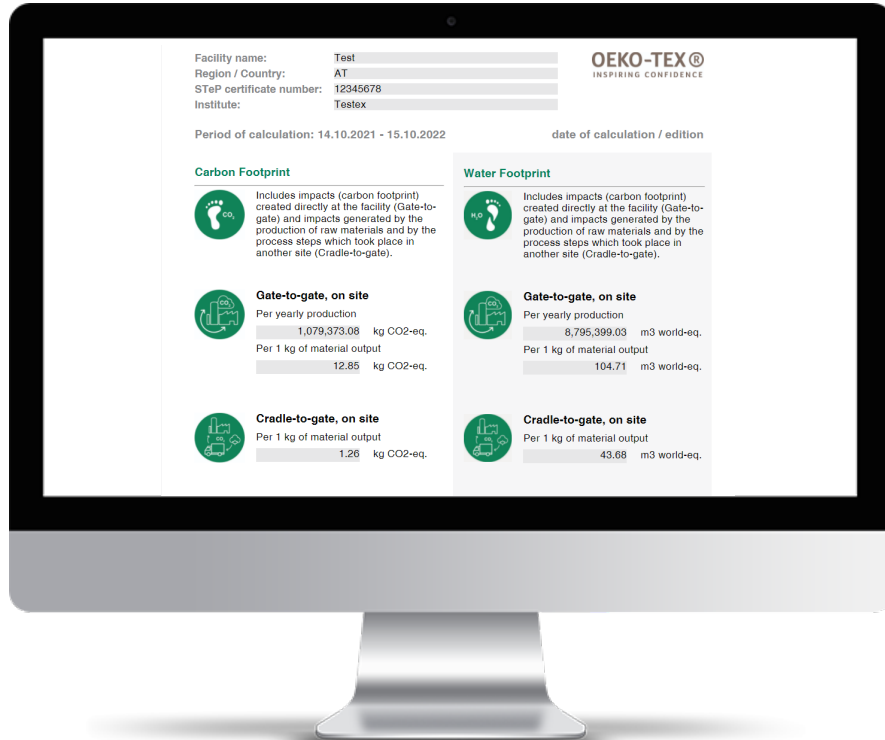 Facility name: Test
Region / Country: AT
STeP certificate number: 12345678
Institute: Testex
OEKO-TEX®
INSPIRING CONFIDENCE
Period of calculation: 14.10.2021 - 15.10.2022
date of calculation / edition
Carbon Footprint
CO₂
Includes impacts (carbon footprint)
created directly at the facility (Gate-to-
gate) and impacts generated by the
production of raw materials and by the
process steps which took place in
another site (Cradle-to-gate).
CO₂
Gate-to-gate, on site
Per yearly production
1,079,373.08 kg CO2-eq.
Per 1 kg of material output
12.85 kg CO2-eq.
CO₂
Cradle-to-gate, on site
Per 1 kg of material output
1.26 kg CO2-eq.
Water Footprint
H₂O
Includes impacts (carbon footprint)
created directly at the facility (Gate-to-
gate) and impacts generated by the
production of raw materials and by the
process steps which took place in
another site (Cradle-to-gate).
CO₂
Gate-to-gate, on site
Per yearly production
8,795,399.03 m3 world-eq.
Per 1 kg of material output
104.71 m3 world-eq.
CO₂
Cradle-to-gate, on site
Per 1 kg of material output
43.68 m3 world-eq.